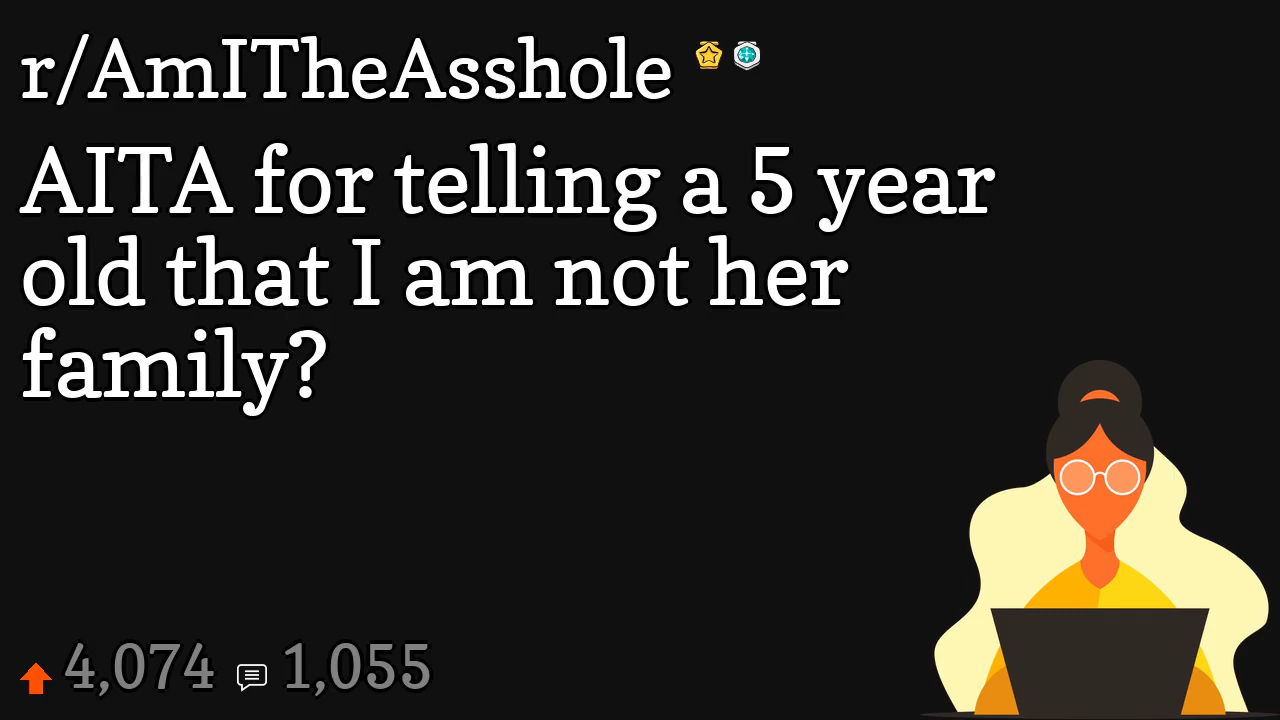 r/AmITheAsshole
AITA for telling a 5 year
old that I am not her
family?
4,074 1,055